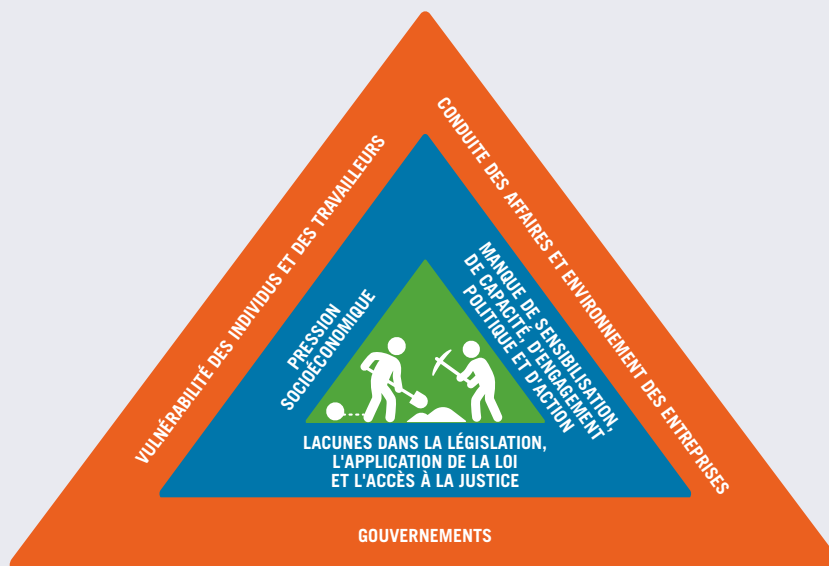 VULNÉRABILITÉ DES INDIVIDUS ET DES TRAVAILLEURS
CONDUITE DES AFFAIRES ET ENVIRONNEMENT DES ENTREPRISES
PRESSION
SOCIOÉCONOMIQUE
MANQUE DE SENSIBILISATION,
DE CAPACITÉ, D'ENGAGEMENT
POLITIQUE ET D'ACTION
LACUNES DANS LA LÉGISLATION,
L'APPLICATION DE LA LOI
ET L'ACCÈS À LA JUSTICE
GOUVERNEMENTS